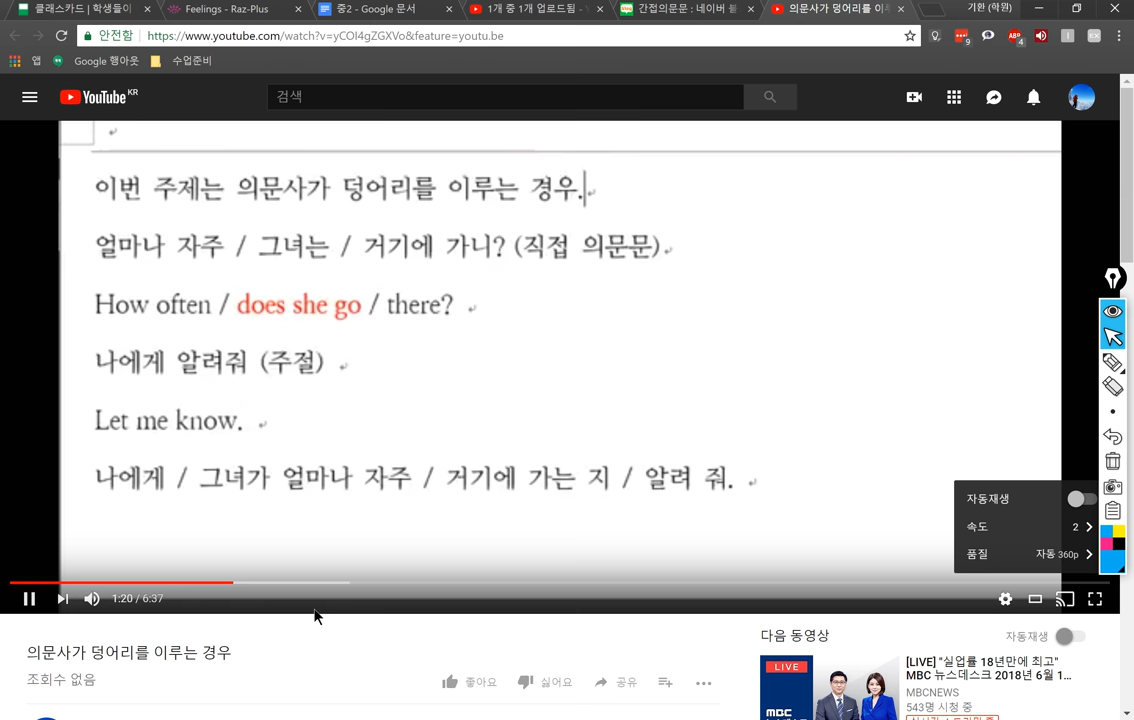 클래스카드 | 학생들이
Feelings - Raz-Plus
중2 - Google 문서
1개 중 1개 업로드됨 - Y
간접의문문 : 네이버 블
의문사가 덩어리를 이루
기환 (학원)
안전함
https://www.youtube.com/watch?v=yCOI4gZGXVo&feature=youtu.be
9
ABP
4
앱
Google 행아웃
수업준비
YouTube KR
검색
이번 주제는 의문사가 덩어리를 이루는 경우.
얼마나 자주 / 그녀는 / 거기에 가니? (직접 의문문)
How often / does she go / there?
나에게 알려줘 (주절)
Let me know.
나에게 / 그녀가 얼마나 자주 / 거기에 가는 지 / 알려 줘.
자동재생
속도 2
품질 자동 360p
1:20 / 6:37
의문사가 덩어리를 이루는 경우
조회수 없음
좋아요
싫어요
공유
다음 동영상
자동재생
LIVE
mbc
[LIVE] "실업률 18년만에 최고"
MBC 뉴스데스크 2018년 6월 1...
MBCNEWS
543명 시청 중